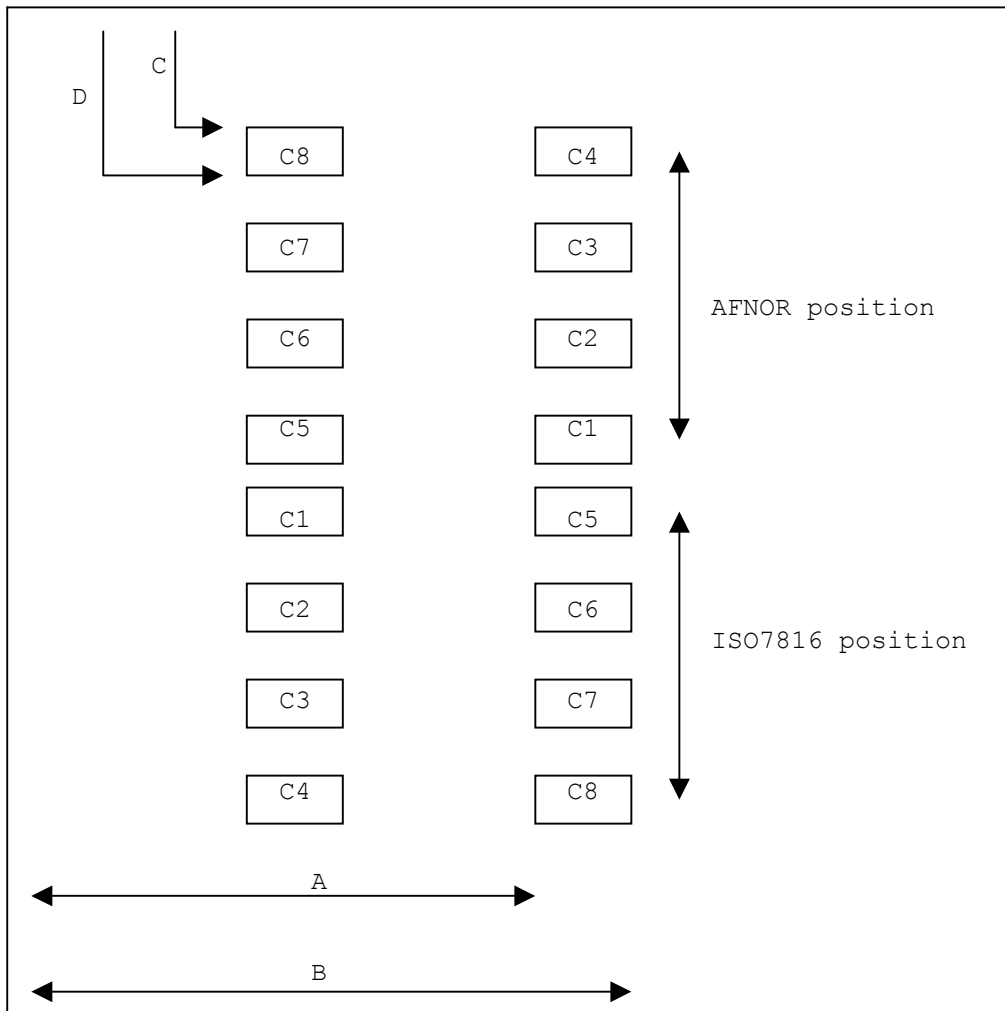 C
D
C8 C4
C7 C3
AFNOR position
C6 C2
C5 C1
C1 C5
C2 C6
ISO7816 position
C3 C7
C4 C8
A
B